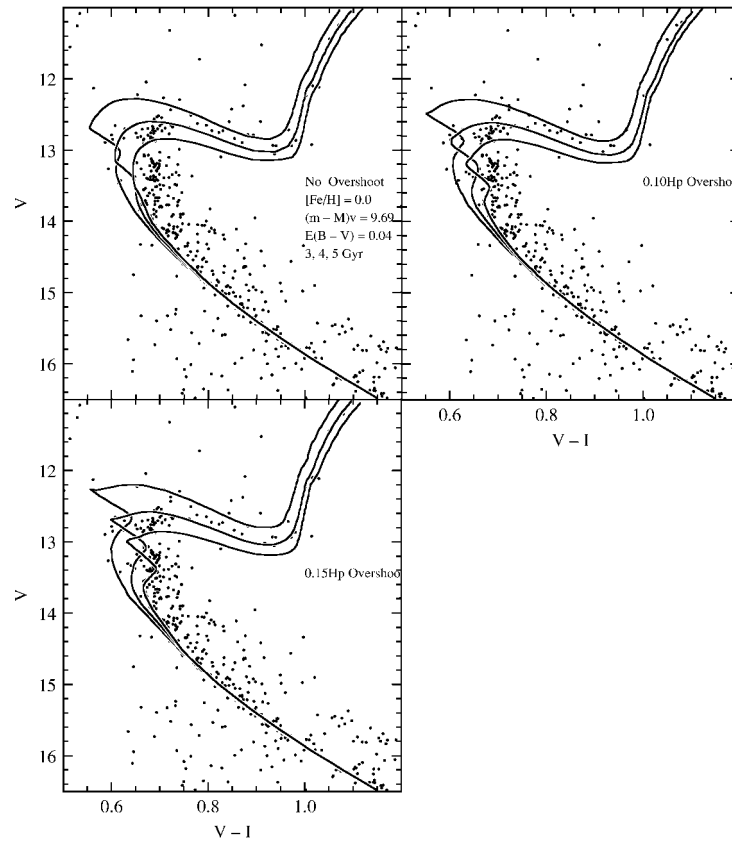 12
13
14
15
16
V
No Overshoot
[Fe/H] = 0.0
(m − M)v = 9.69
E(B − V) = 0.04
3, 4, 5 Gyr
0.10Hp Oversho
0.6 0.8 1.0
V − I
12
13
14
15
16
V
0.15Hp Overshoo
0.6 0.8 1.0
V − I